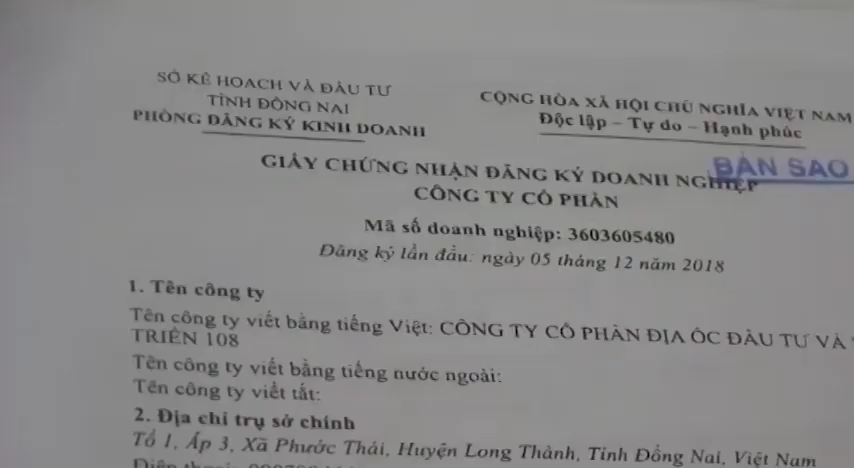 SỞ KẾ HOẠCH VÀ ĐẦU TƯ
TỈNH ĐỒNG NAI
PHÒNG ĐĂNG KÝ KINH DOANH
CỘNG HÒA XÃ HỘI CHỦ NGHĨA VIỆT NAM
Độc lập – Tự do – Hạnh phúc
BẢN SAO
GIẤY CHỨNG NHẬN ĐĂNG KÝ DOANH NGHIỆP
CÔNG TY CỔ PHẦN
Mã số doanh nghiệp: 3603605480
Đăng ký lần đầu: ngày 05 tháng 12 năm 2018
1. Tên công ty
Tên công ty viết bằng tiếng Việt: CÔNG TY CỔ PHẦN ĐỊA ỐC ĐẦU TƯ VÀ
TRIỂN 108
Tên công ty viết bằng tiếng nước ngoài:
Tên công ty viết tắt:
2. Địa chỉ trụ sở chính
Tổ 1, Ấp 3, Xã Phước Thái, Huyện Long Thành, Tỉnh Đồng Nai, Việt Nam